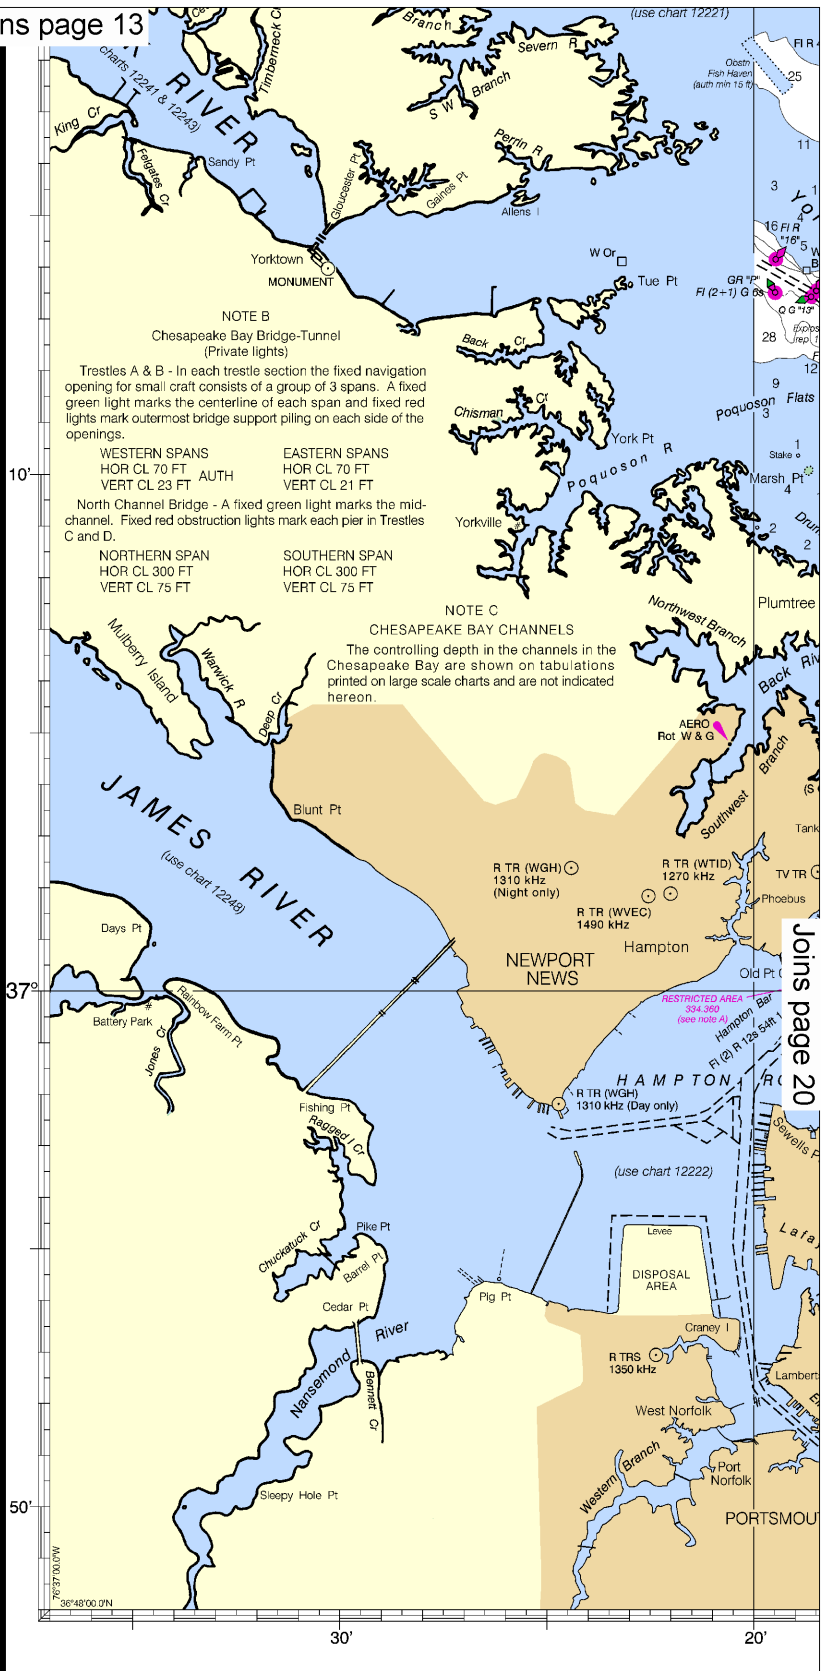 ns page 13
(use chart 12221)
Branch
Severn R
Timberneck Cr
RIVER
charts 12241 & 12243)
S W Branch
Obstn
Fish Haven
(auth min 15 ft)
Fl R 4
25
King Cr
Felgates Cr
Sandy Pt
Gloucester Pt
Perrin R
Gaines Pt
Allens I
11
3
1
4
16
Fl R
"16"
5
Yorktown
MONUMENT
W Or
Tue Pt
GR "P"
Fl (2+1) G 6s
Q G "13"
28
Explos
rep 1
12
NOTE B
Chesapeake Bay Bridge-Tunnel
(Private lights)
Trestles A & B - In each trestle section the fixed navigation
opening for small craft consists of a group of 3 spans. A fixed
green light marks the centerline of each span and fixed red
lights mark outermost bridge support piling on each side of the
openings.
WESTERN SPANS
HOR CL 70 FT
VERT CL 23 FT
AUTH
EASTERN SPANS
HOR CL 70 FT
VERT CL 21 FT
North Channel Bridge - A fixed green light marks the mid-
channel. Fixed red obstruction lights mark each pier in Trestles
C and D.
NORTHERN SPAN
HOR CL 300 FT
VERT CL 75 FT
SOUTHERN SPAN
HOR CL 300 FT
VERT CL 75 FT
Back Cr
Chisman Cr
York Pt
Poquoson R
9
Poquoson Flats
3
1
Stake
Marsh Pt
4
2
2
Yorkville
10'
NOTE C
CHESAPEAKE BAY CHANNELS
The controlling depth in the channels in the
Chesapeake Bay are shown on tabulations
printed on large scale charts and are not indicated
hereon.
Northwest Branch
Plumtree
Mulberry Island
Warwick R
Deep Cr
Back Riv
AERO
Rot W & G
Southwest Branch
JAMES RIVER
(use chart 12248)
Blunt Pt
(S
Tank
TV TR
R TR (WGH)
1310 kHz
(Night only)
R TR (WTID)
1270 kHz
R TR (WVEC)
1490 kHz
Phoebus
Hampton
NEWPORT
NEWS
Days Pt
Old Pt C
37°
Joins page 20
RESTRICTED AREA
334.360
(see note A)
Hampton Bar
Fl (2) R 12s 54ft 1
Battery Park
Rainbow Farm Pt
Jones Cr
HAMPTON RO
R TR (WGH)
1310 kHz (Day only)
Fishing Pt
Ragged I Cr
Sewells P
(use chart 12222)
Chuckatuck Cr
Pike Pt
Barrel Pt
Lafay
Levee
DISPOSAL
AREA
Pig Pt
Cedar Pt
Craney I
Nansemond River
Bennett Cr
R TRS
1350 kHz
Lamberts
West Norfolk
Western Branch
Port
Norfolk
Sleepy Hole Pt
50'
PORTSMOU
76°37'00.0"W
36°48'00.0"N
30'
20'